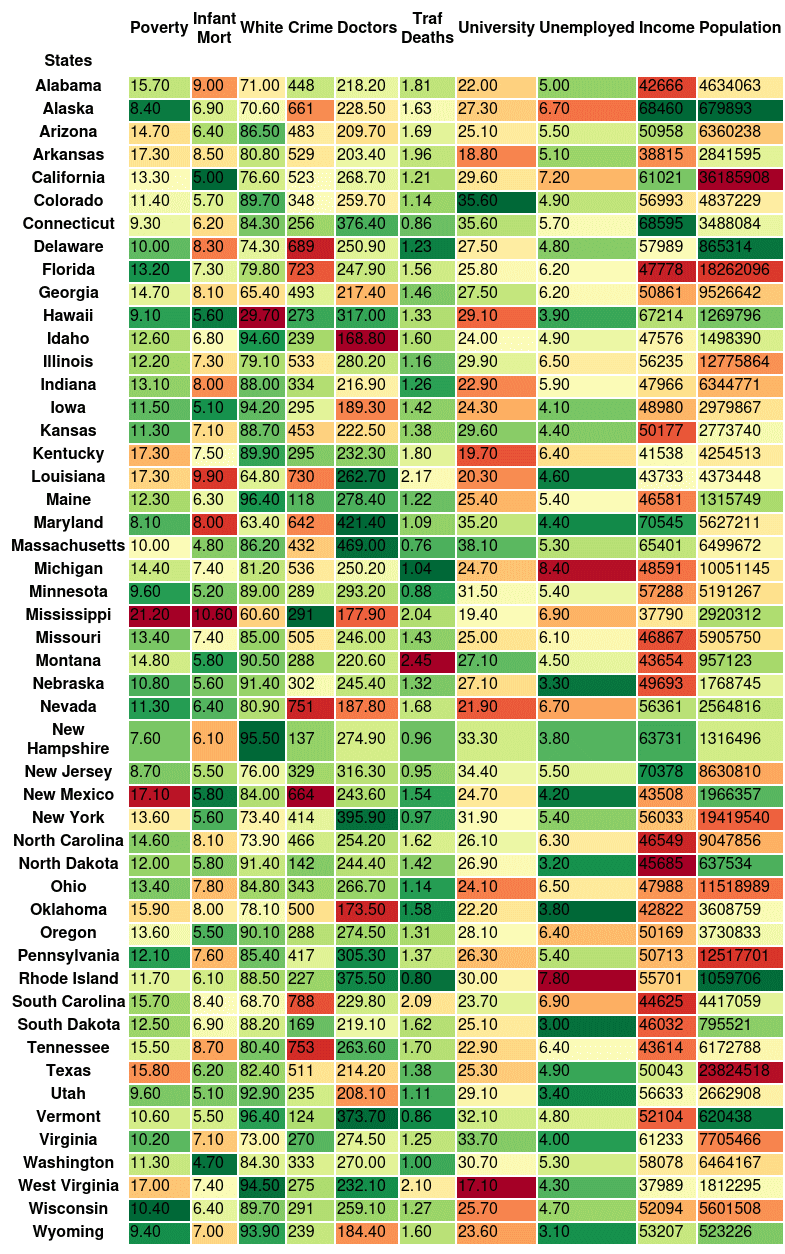 Poverty Infant Mort White Crime Doctors Traf Deaths University Unemployed Income Population
States
Alabama 15.70 9.00 71.00 448 218.20 1.81 22.00 5.00 42666 4634063
Alaska 8.40 6.90 70.60 661 228.50 1.63 27.30 6.70 68460 679893
Arizona 14.70 6.40 86.50 483 209.70 1.69 25.10 5.50 50958 6360238
Arkansas 17.30 8.50 80.80 529 203.40 1.96 18.80 5.10 38815 2841595
California 13.30 5.00 76.60 523 268.70 1.21 29.60 7.20 61021 36185908
Colorado 11.40 5.70 89.70 348 259.70 1.14 35.60 4.90 56993 4837229
Connecticut 9.30 6.20 84.30 256 376.40 0.86 35.60 5.70 68595 3488084
Delaware 10.00 8.30 74.30 689 250.90 1.23 27.50 4.80 57989 865314
Florida 13.20 7.30 79.80 723 247.90 1.56 25.80 6.20 47778 18262096
Georgia 14.70 8.10 65.40 493 217.40 1.46 27.50 6.20 50861 9526642
Hawaii 9.10 5.60 29.70 273 317.00 1.33 29.10 3.90 67214 1269796
Idaho 12.60 6.80 94.60 239 168.80 1.60 24.00 4.90 47576 1498390
Illinois 12.20 7.30 79.10 533 280.20 1.16 29.90 6.50 56235 12775864
Indiana 13.10 8.00 88.00 334 216.90 1.26 22.90 5.90 47966 6344771
Iowa 11.50 5.10 94.20 295 189.30 1.42 24.30 4.10 48980 2979867
Kansas 11.30 7.10 88.70 453 222.50 1.38 29.60 4.40 50177 2773740
Kentucky 17.30 7.50 89.90 295 232.30 1.80 19.70 6.40 41538 4254513
Louisiana 17.30 9.90 64.80 730 262.70 2.17 20.30 4.60 43733 4373448
Maine 12.30 6.30 96.40 118 278.40 1.22 25.40 5.40 46581 1315749
Maryland 8.10 8.00 63.40 642 421.40 1.09 35.20 4.40 70545 5627211
Massachusetts 10.00 4.80 86.20 432 469.00 0.76 38.10 5.30 65401 6499672
Michigan 14.40 7.40 81.20 536 250.20 1.04 24.70 8.40 48591 10051145
Minnesota 9.60 5.20 89.00 289 293.20 0.88 31.50 5.40 57288 5191267
Mississippi 21.20 10.60 60.60 291 177.90 2.04 19.40 6.90 37790 2920312
Missouri 13.40 7.40 85.00 505 246.00 1.43 25.00 6.10 46867 5905750
Montana 14.80 5.80 90.50 288 220.60 2.45 27.10 4.50 43654 957123
Nebraska 10.80 5.60 91.40 302 245.40 1.32 27.10 3.30 49693 1768745
Nevada 11.30 6.40 80.90 751 187.80 1.68 21.90 6.70 56361 2564816
New Hampshire 7.60 6.10 95.50 137 274.90 0.96 33.30 3.80 63731 1316496
New Jersey 8.70 5.50 76.00 329 316.30 0.95 34.40 5.50 70378 8630810
New Mexico 17.10 5.80 84.00 664 243.60 1.54 24.70 4.20 43508 1966357
New York 13.60 5.60 73.40 414 395.90 0.97 31.90 5.40 56033 19419540
North Carolina 14.60 8.10 73.90 466 254.20 1.62 26.10 6.30 46549 9047856
North Dakota 12.00 5.80 91.40 142 244.40 1.42 26.90 3.20 45685 637534
Ohio 13.40 7.80 84.80 343 266.70 1.14 24.10 6.50 47988 11518989
Oklahoma 15.90 8.00 78.10 500 173.50 1.58 22.20 3.80 42822 3608759
Oregon 13.60 5.50 90.10 288 274.50 1.31 28.10 6.40 50169 3730833
Pennsylvania 12.10 7.60 85.40 417 305.30 1.37 26.30 5.40 50713 12517701
Rhode Island 11.70 6.10 88.50 227 375.50 0.80 30.00 7.80 55701 1059706
South Carolina 15.70 8.40 68.70 788 229.80 2.09 23.70 6.90 44625 4417059
South Dakota 12.50 6.90 88.20 169 219.10 1.62 25.10 3.00 46032 795521
Tennessee 15.50 8.70 80.40 753 263.60 1.70 22.90 6.40 43614 6172788
Texas 15.80 6.20 82.40 511 214.20 1.38 25.30 4.90 50043 23824518
Utah 9.60 5.10 92.90 235 208.10 1.11 29.10 3.40 56633 2662908
Vermont 10.60 5.50 96.40 124 373.70 0.86 32.10 4.80 52104 620438
Virginia 10.20 7.10 73.00 270 274.50 1.25 33.70 4.00 61233 7705466
Washington 11.30 4.70 84.30 333 270.00 1.00 30.70 5.30 58078 6464167
West Virginia 17.00 7.40 94.50 275 232.10 2.10 17.10 4.30 37989 1812295
Wisconsin 10.40 6.40 89.70 291 259.10 1.27 25.70 4.70 52094 5601508
Wyoming 9.40 7.00 93.90 239 184.40 1.60 23.60 3.10 53207 523226